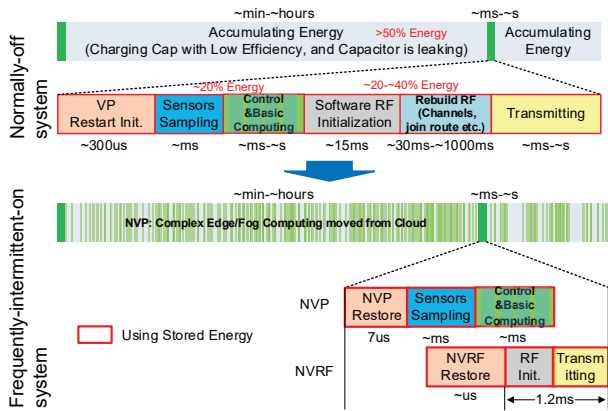 ~min-~hours
~ms-~s
Accumulating Energy >50% Energy
(Charging Cap with Low Efficiency, and Capacitor is leaking)
Accumulating
Energy
Normally-off
system
~20% Energy
~20-~40% Energy
VP
Restart Init.
Sensors
Sampling
Control
&Basic
Computing
Software RF
Initialization
Rebuild RF
(Channels,
join route etc.)
Transmitting
~300us
~ms
~ms-~s
~15ms
~30ms-~1000ms
~ms-~s
~min-~hours
~ms-~s
NVP: Complex Edge/Fog Computing moved from Cloud
Frequently-intermittent-on
system
NVP
NVP
Restore
Sensors
Sampling
Control
&Basic
Computing
Using Stored Energy
7us
~ms
~ms
NVRF
NVRF
Restore
RF
Init.
Transm
itting
~us
1.2ms